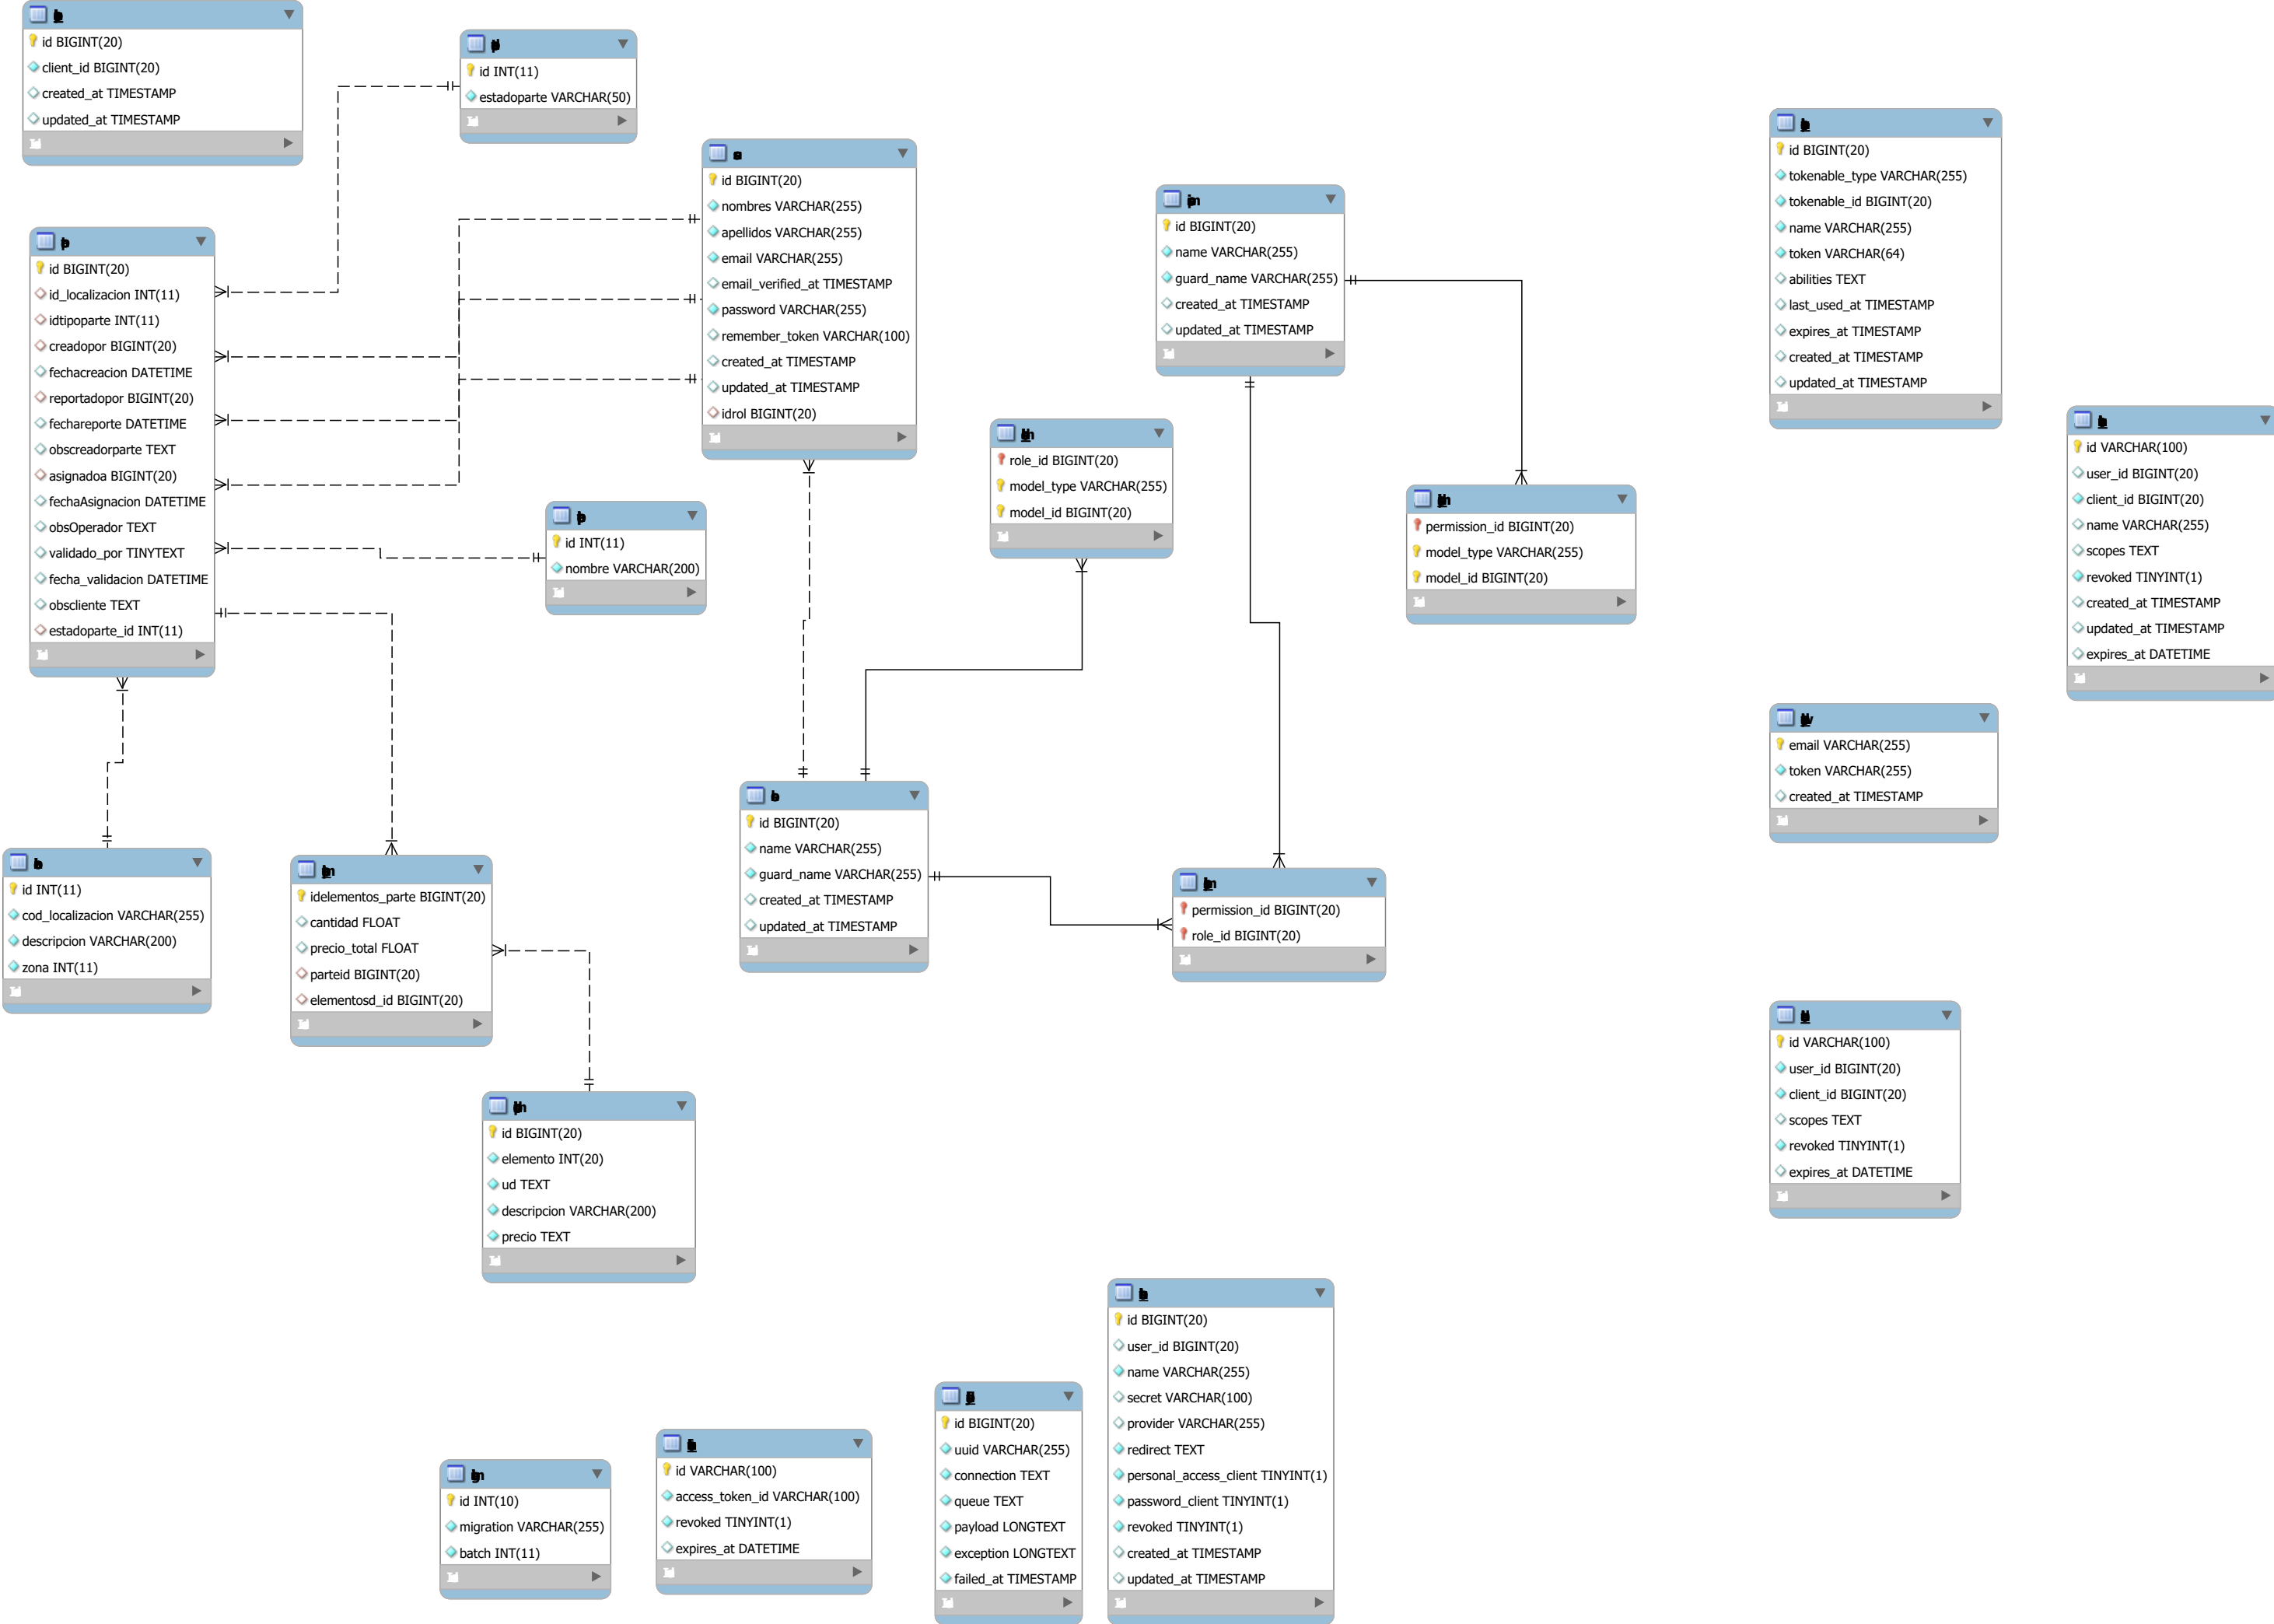 id BIGINT(20)
client_id BIGINT(20)
created_at TIMESTAMP
updated_at TIMESTAMP
id INT(11)
estadoparte VARCHAR(50)
id BIGINT(20)
nombres VARCHAR(255)
apellidos VARCHAR(255)
email VARCHAR(255)
email_verified_at TIMESTAMP
password VARCHAR(255)
remember_token VARCHAR(100)
created_at TIMESTAMP
updated_at TIMESTAMP
idrol BIGINT(20)
id BIGINT(20)
id_localizacion INT(11)
idtipoparte INT(11)
creadopor BIGINT(20)
fechacreacion DATETIME
reportadopor BIGINT(20)
fechareporte DATETIME
obscreadorparte TEXT
asignadoa BIGINT(20)
fechaAsignacion DATETIME
obsOperador TEXT
validado_por TINYTEXT
fecha_validacion DATETIME
obscliente TEXT
estadoparte_id INT(11)
id INT(11)
nombre VARCHAR(200)
id BIGINT(20)
name VARCHAR(255)
guard_name VARCHAR(255)
created_at TIMESTAMP
updated_at TIMESTAMP
role_id BIGINT(20)
model_type VARCHAR(255)
model_id BIGINT(20)
permission_id BIGINT(20)
model_type VARCHAR(255)
model_id BIGINT(20)
id BIGINT(20)
tokenable_type VARCHAR(255)
tokenable_id BIGINT(20)
name VARCHAR(255)
token VARCHAR(64)
abilities TEXT
last_used_at TIMESTAMP
expires_at TIMESTAMP
created_at TIMESTAMP
updated_at TIMESTAMP
id VARCHAR(100)
user_id BIGINT(20)
client_id BIGINT(20)
name VARCHAR(255)
scopes TEXT
revoked TINYINT(1)
created_at TIMESTAMP
updated_at TIMESTAMP
expires_at DATETIME
email VARCHAR(255)
token VARCHAR(255)
created_at TIMESTAMP
id INT(11)
cod_localizacion VARCHAR(255)
descripcion VARCHAR(200)
zona INT(11)
idelementos_parte BIGINT(20)
cantidad FLOAT
precio_total FLOAT
parteid BIGINT(20)
elementosd_id BIGINT(20)
id BIGINT(20)
name VARCHAR(255)
guard_name VARCHAR(255)
created_at TIMESTAMP
updated_at TIMESTAMP
permission_id BIGINT(20)
role_id BIGINT(20)
id VARCHAR(100)
user_id BIGINT(20)
client_id BIGINT(20)
scopes TEXT
revoked TINYINT(1)
expires_at DATETIME
id BIGINT(20)
elemento INT(20)
ud TEXT
descripcion VARCHAR(200)
precio TEXT
id INT(10)
migration VARCHAR(255)
batch INT(11)
id VARCHAR(100)
access_token_id VARCHAR(100)
revoked TINYINT(1)
expires_at DATETIME
id BIGINT(20)
uuid VARCHAR(255)
connection TEXT
queue TEXT
payload LONGTEXT
exception LONGTEXT
failed_at TIMESTAMP
id BIGINT(20)
user_id BIGINT(20)
name VARCHAR(255)
secret VARCHAR(100)
provider VARCHAR(255)
redirect TEXT
personal_access_client TINYINT(1)
password_client TINYINT(1)
revoked TINYINT(1)
created_at TIMESTAMP
updated_at TIMESTAMP